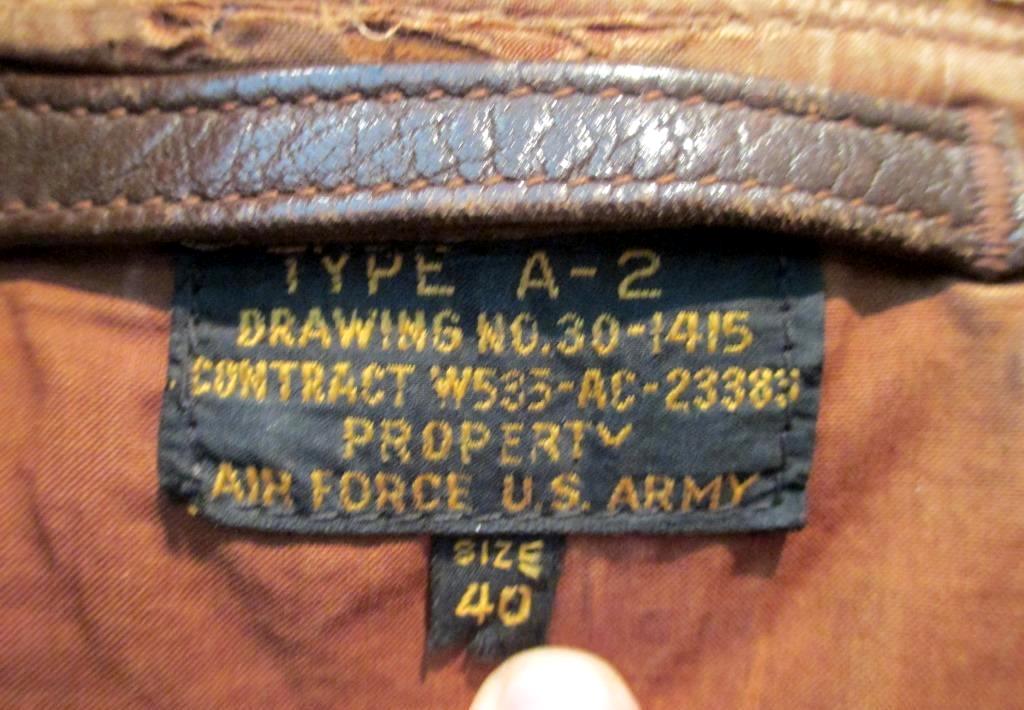 TYPE A-2
DRAWING NO.30-1415
CONTRACT W535-AC-23383
PROPERTY
AIR FORCE U.S. ARMY
SIZE
40